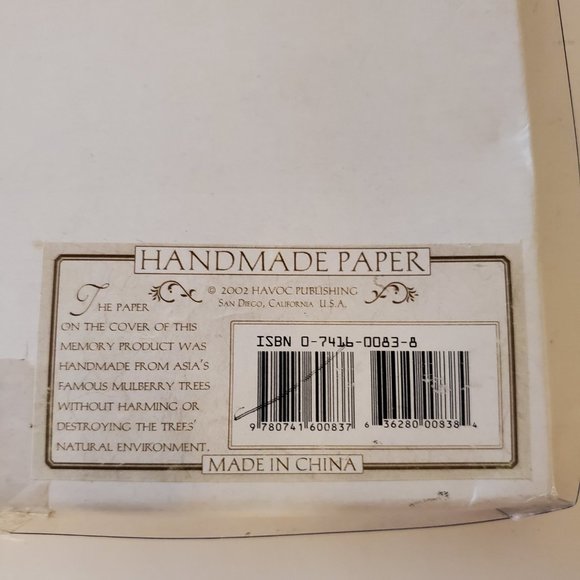 HANDMADE PAPER
© 2002 HAVOC PUBLISHING
SAN DIEGO, CALIFORNIA U.S.A.
THE PAPER
ON THE COVER OF THIS
MEMORY PRODUCT WAS
HANDMADE FROM ASIA'S
FAMOUS MULBERRY TREES
WITHOUT HARMING OR
DESTROYING THE TREES'
NATURAL ENVIRONMENT.
ISBN 0-7416-0083-8
9 780741 600837
6 36280 00838 4
MADE IN CHINA